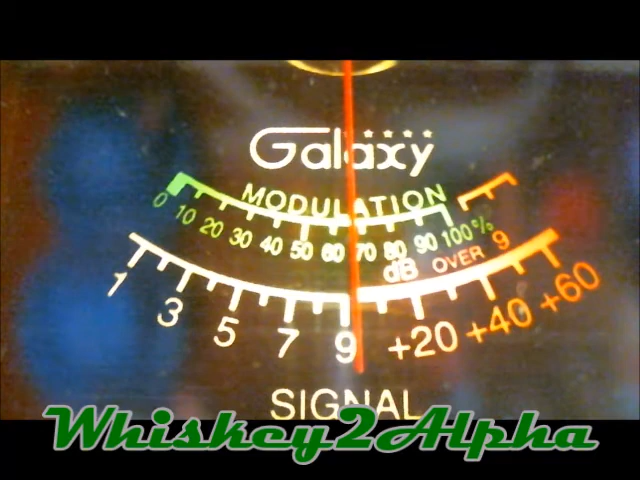 Galaxy
MODULATION
0 10 20 30 40 50 60 70 80 90 100%
dB OVER 9
1 3 5 7 9 +20 +40 +60
SIGNAL
Whiskey2Alpha